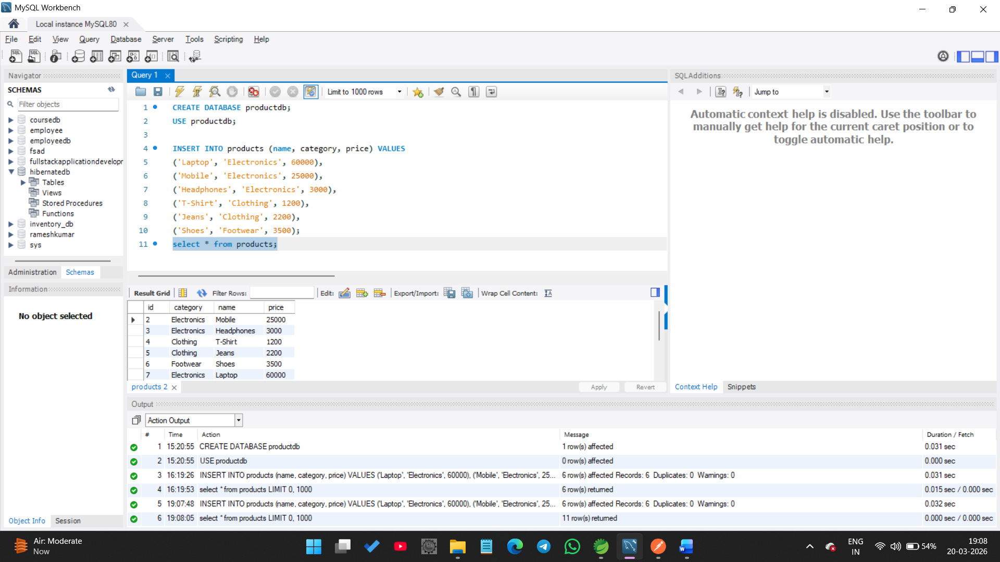 MySQL Workbench
Local instance MySQL80
File Edit View Query Database Server Tools Scripting Help
Navigator
SCHEMAS
Filter objects
coursedb
employee
employeedb
fsad
fullstackapplicationdevelopr
hibernatedb
Tables
Views
Stored Procedures
Functions
inventory_db
rameshkumar
sys
Administration Schemas
Information
No object selected
Object Info Session
Query 1
Limit to 1000 rows
1 CREATE DATABASE productdb;
2 USE productdb;
3
4 INSERT INTO products (name, category, price) VALUES
5 ('Laptop', 'Electronics', 60000),
6 ('Mobile', 'Electronics', 25000),
7 ('Headphones', 'Electronics', 3000),
8 ('T-Shirt', 'Clothing', 1200),
9 ('Jeans', 'Clothing', 2200),
10 ('Shoes', 'Footwear', 3500);
11 select * from products;
Result Grid Filter Rows: Edit: Export/Import: Wrap Cell Content:
id category name price
2 Electronics Mobile 25000
3 Electronics Headphones 3000
4 Clothing T-Shirt 1200
5 Clothing Jeans 2200
6 Footwear Shoes 3500
7 Electronics Laptop 60000
products 2 Apply Revert
SQLAdditions
Jump to
Automatic context help is disabled. Use the toolbar to
manually get help for the current caret position or to
toggle automatic help.
Context Help Snippets
Output
Action Output
# Time Action Message Duration / Fetch
1 15:20:55 CREATE DATABASE productdb 1 row(s) affected 0.031 sec
2 15:20:55 USE productdb 0 row(s) affected 0.000 sec
3 16:19:26 INSERT INTO products (name, category, price) VALUES ('Laptop', 'Electronics', 60000), ('Mobile', 'Electronics', 25... 6 row(s) affected Records: 6 Duplicates: 0 Warnings: 0 0.031 sec
4 16:19:53 select * from products LIMIT 0, 1000 6 row(s) returned 0.015 sec / 0.000 sec
5 19:07:48 INSERT INTO products (name, category, price) VALUES ('Laptop', 'Electronics', 60000), ('Mobile', 'Electronics', 25... 6 row(s) affected Records: 6 Duplicates: 0 Warnings: 0 0.032 sec
6 19:08:05 select * from products LIMIT 0, 1000 11 row(s) returned 0.000 sec / 0.000 sec
Air: Moderate
Now
ENG
IN
54%
19:08
20-03-2026